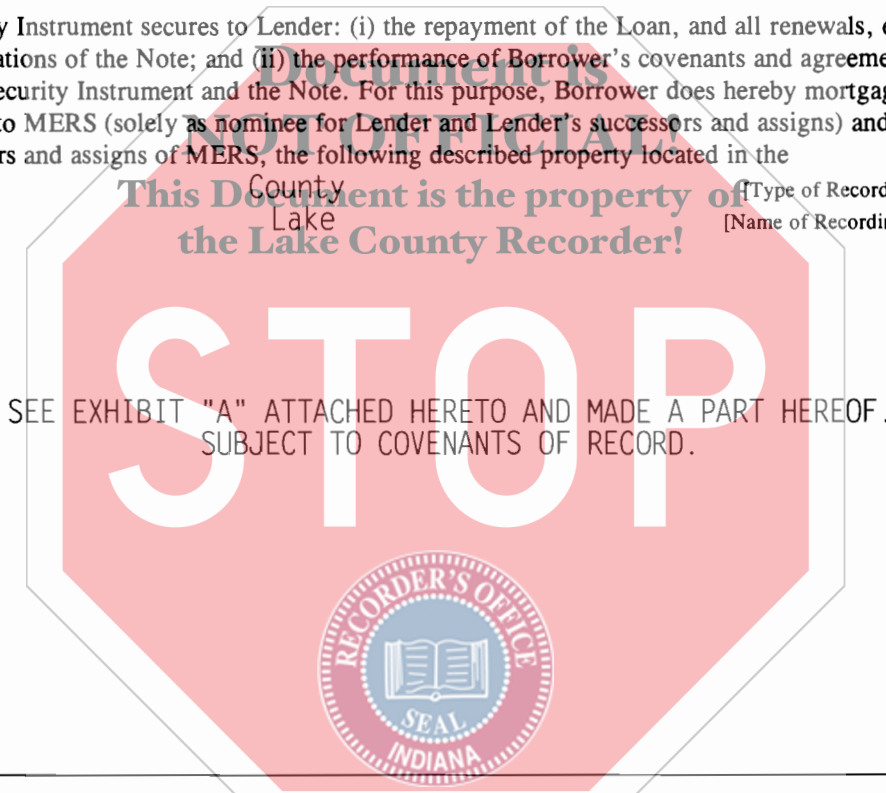 y Instrument secures to Lender: (i) the repayment of the Loan, and all renewals,
ations of the Note; and (ii) the performance of Borrower's covenants and agreeme
ecurity Instrument and the Note. For this purpose, Borrower does hereby mortgag
to MERS (solely as nominee for Lender and Lender's successors and assigns) and
rs and assigns of MERS, the following described property located in the
Document is
NOT OFFICIAL!
This Document is the property of
the Lake County Recorder!
County [Type of Record
Lake [Name of Recordin
STOP
SEE EXHIBIT "A" ATTACHED HERETO AND MADE A PART HEREOF.
SUBJECT TO COVENANTS OF RECORD.
RECORDER'S OFFICE
SEAL
INDIANA